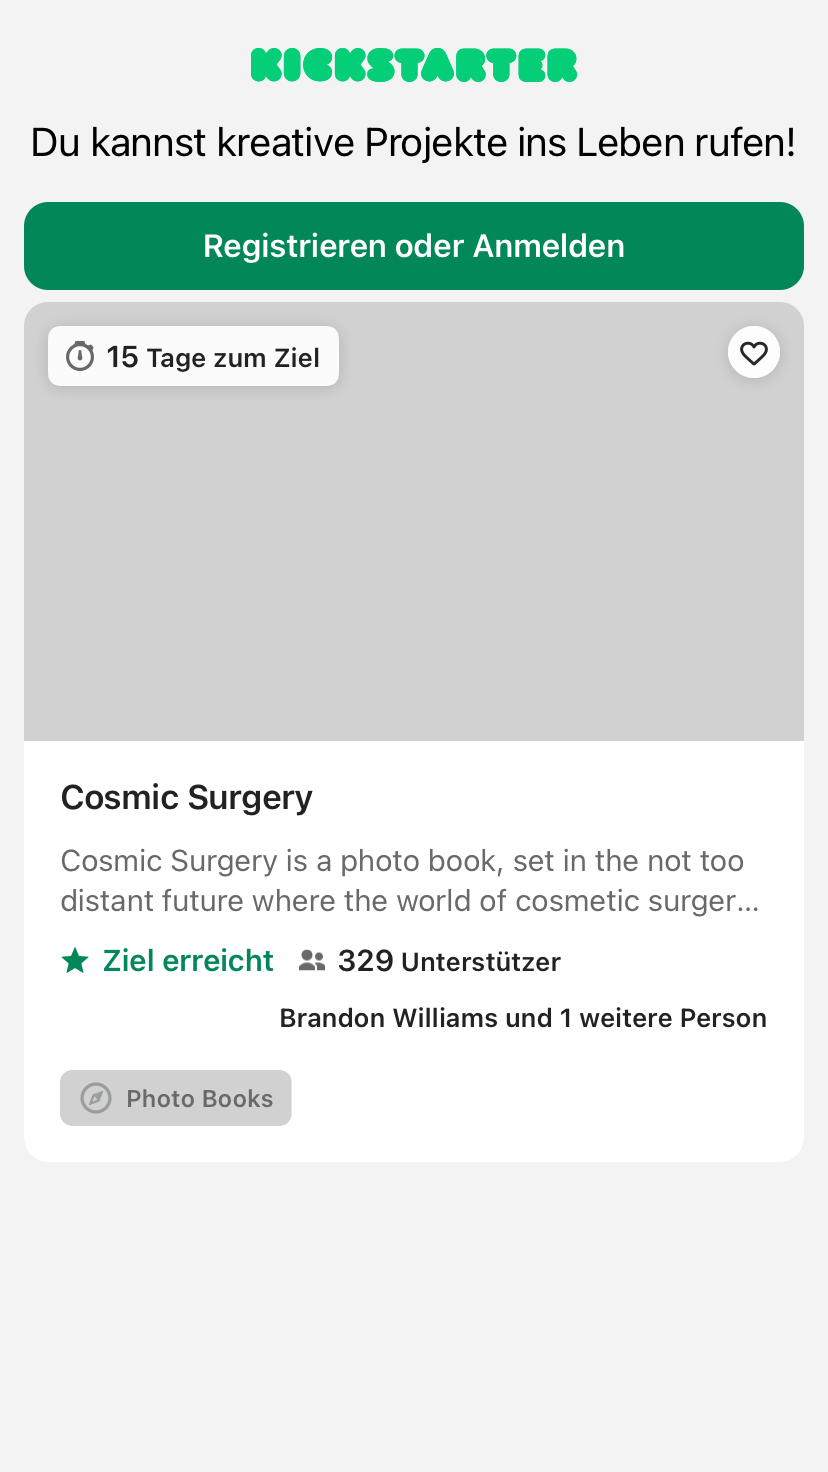 KICKSTARTER
Du kannst kreative Projekte ins Leben rufen!
Registrieren oder Anmelden
15 Tage zum Ziel
Cosmic Surgery
Cosmic Surgery is a photo book, set in the not too
distant future where the world of cosmetic surger...
Ziel erreicht 329 Unterstützer
Brandon Williams und 1 weitere Person
Photo Books